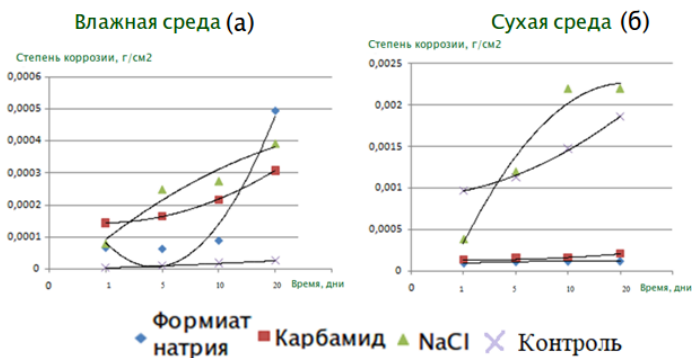 Влажная среда (а)
Степень коррозии, г/см2
0,0006
0,0005
0,0004
0,0003
0,0002
0,0001
0
1
5
10
20
Время, дни
Сухая среда (б)
Степень коррозии, г/см2
0,0025
0,002
0,0015
0,001
0,0005
0
1
5
10
20
Время, дни
Формиат
натрия
Карбамид
NaCl
Контроль